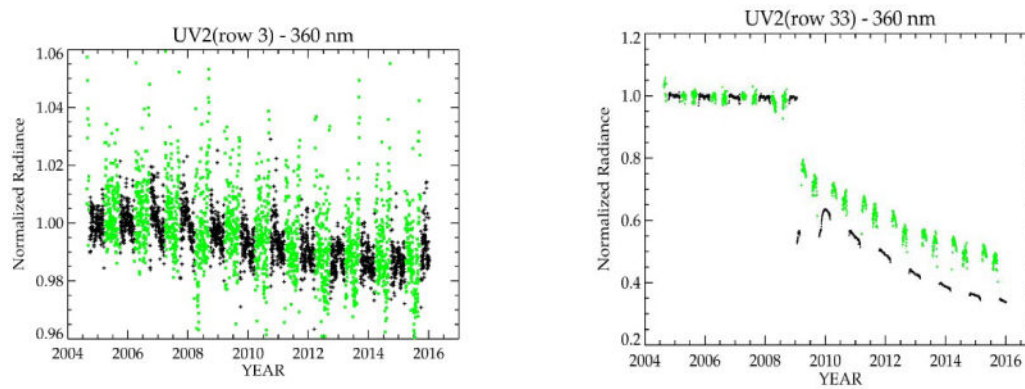 UV2(row 3) - 360 nm
1.06
1.04
1.02
1.00
0.98
0.96
Normalized Radiance
2004 2006 2008 2010 2012 2014 2016
YEAR
UV2(row 33) - 360 nm
1.2
1.0
0.8
0.6
0.4
0.2
Normalized Radiance
2004 2006 2008 2010 2012 2014 2016
YEAR